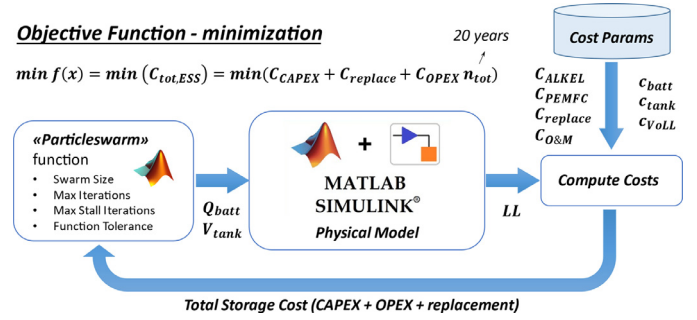 Objective Function - minimization
20 years
min f(x) = min (C_tot,ESS) = min(C_CAPEX + C_replace + C_OPEX n_tot)
Cost Params
C_ALKEL
C_PEMFC
C_replace
C_O&M
c_batt
c_tank
c_VoLL
«Particleswarm»
function
• Swarm Size
• Max Iterations
• Max Stall Iterations
• Function Tolerance
Q_batt
V_tank
+
MATLAB
SIMULINK®
Physical Model
LL
Compute Costs
Total Storage Cost (CAPEX + OPEX + replacement)